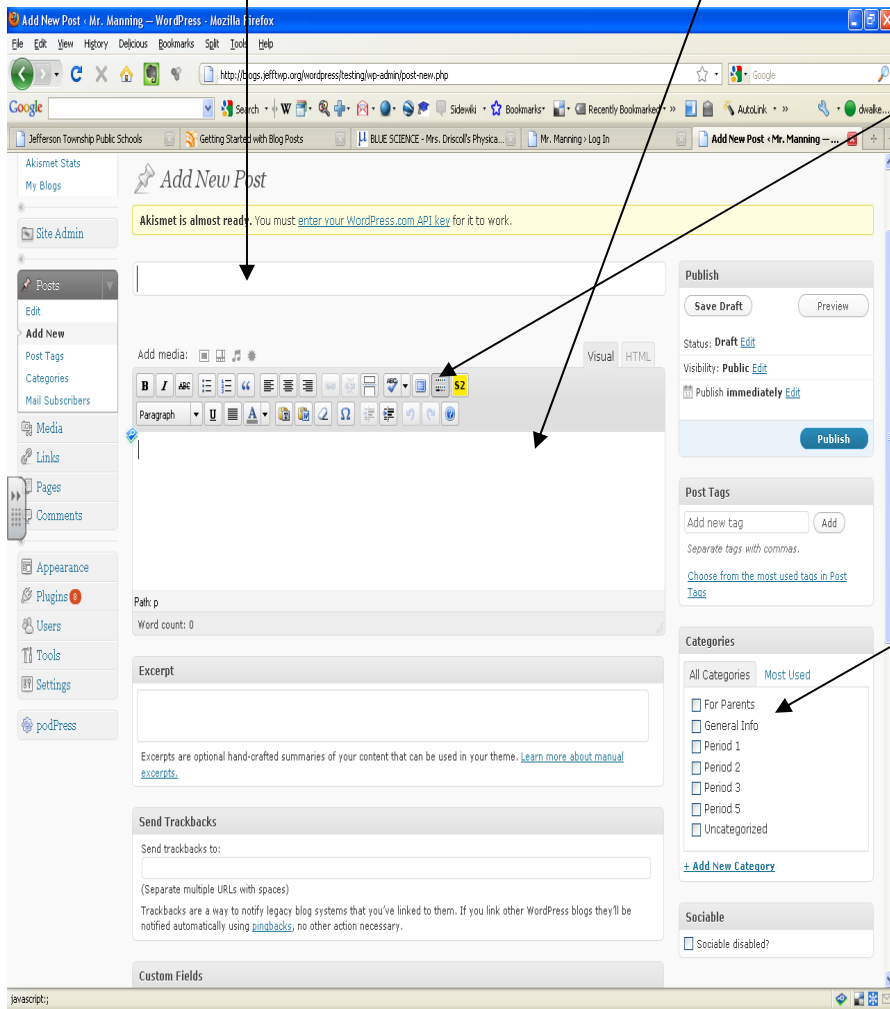 Add New Post ‹ Mr. Manning — WordPress - Mozilla Firefox
File Edit View History Delicious Bookmarks Split Tools Help
http://blogs.jefftwp.org/wordpress/testing/wp-admin/post-new.php
Google
Google
Search
W
Sidewiki
Bookmarks
Recently Bookmarked
»
AutoLink
»
dwalke...
Jefferson Township Public Schools
Getting Started with Blog Posts
BLUE SCIENCE - Mrs. Driscoll's Physica...
Mr. Manning › Log In
Add New Post ‹ Mr. Manning — ...
Akismet Stats
My Blogs
Site Admin
Posts
Edit
Add New
Post Tags
Categories
Mail Subscribers
Media
Links
Pages
Comments
Appearance
Plugins 8
Users
Tools
Settings
podPress
Add New Post
Akismet is almost ready. You must enter your WordPress.com API key for it to work.
Add media:
Visual HTML
B I ABC
S2
Paragraph U A Ω
Path: p
Word count: 0
Excerpt
Excerpts are optional hand-crafted summaries of your content that can be used in your theme. Learn more about manual
excerpts.
Send Trackbacks
Send trackbacks to:
(Separate multiple URLs with spaces)
Trackbacks are a way to notify legacy blog systems that you've linked to them. If you link other WordPress blogs they'll be
notified automatically using pingbacks, no other action necessary.
Custom Fields
Publish
Save Draft Preview
Status: Draft Edit
Visibility: Public Edit
Publish immediately Edit
Publish
Post Tags
Add new tag Add
Separate tags with commas.
Choose from the most used tags in Post
Tags
Categories
All Categories Most Used
For Parents
General Info
Period 1
Period 2
Period 3
Period 5
Uncategorized
+ Add New Category
Sociable
Sociable disabled?
javascript:;